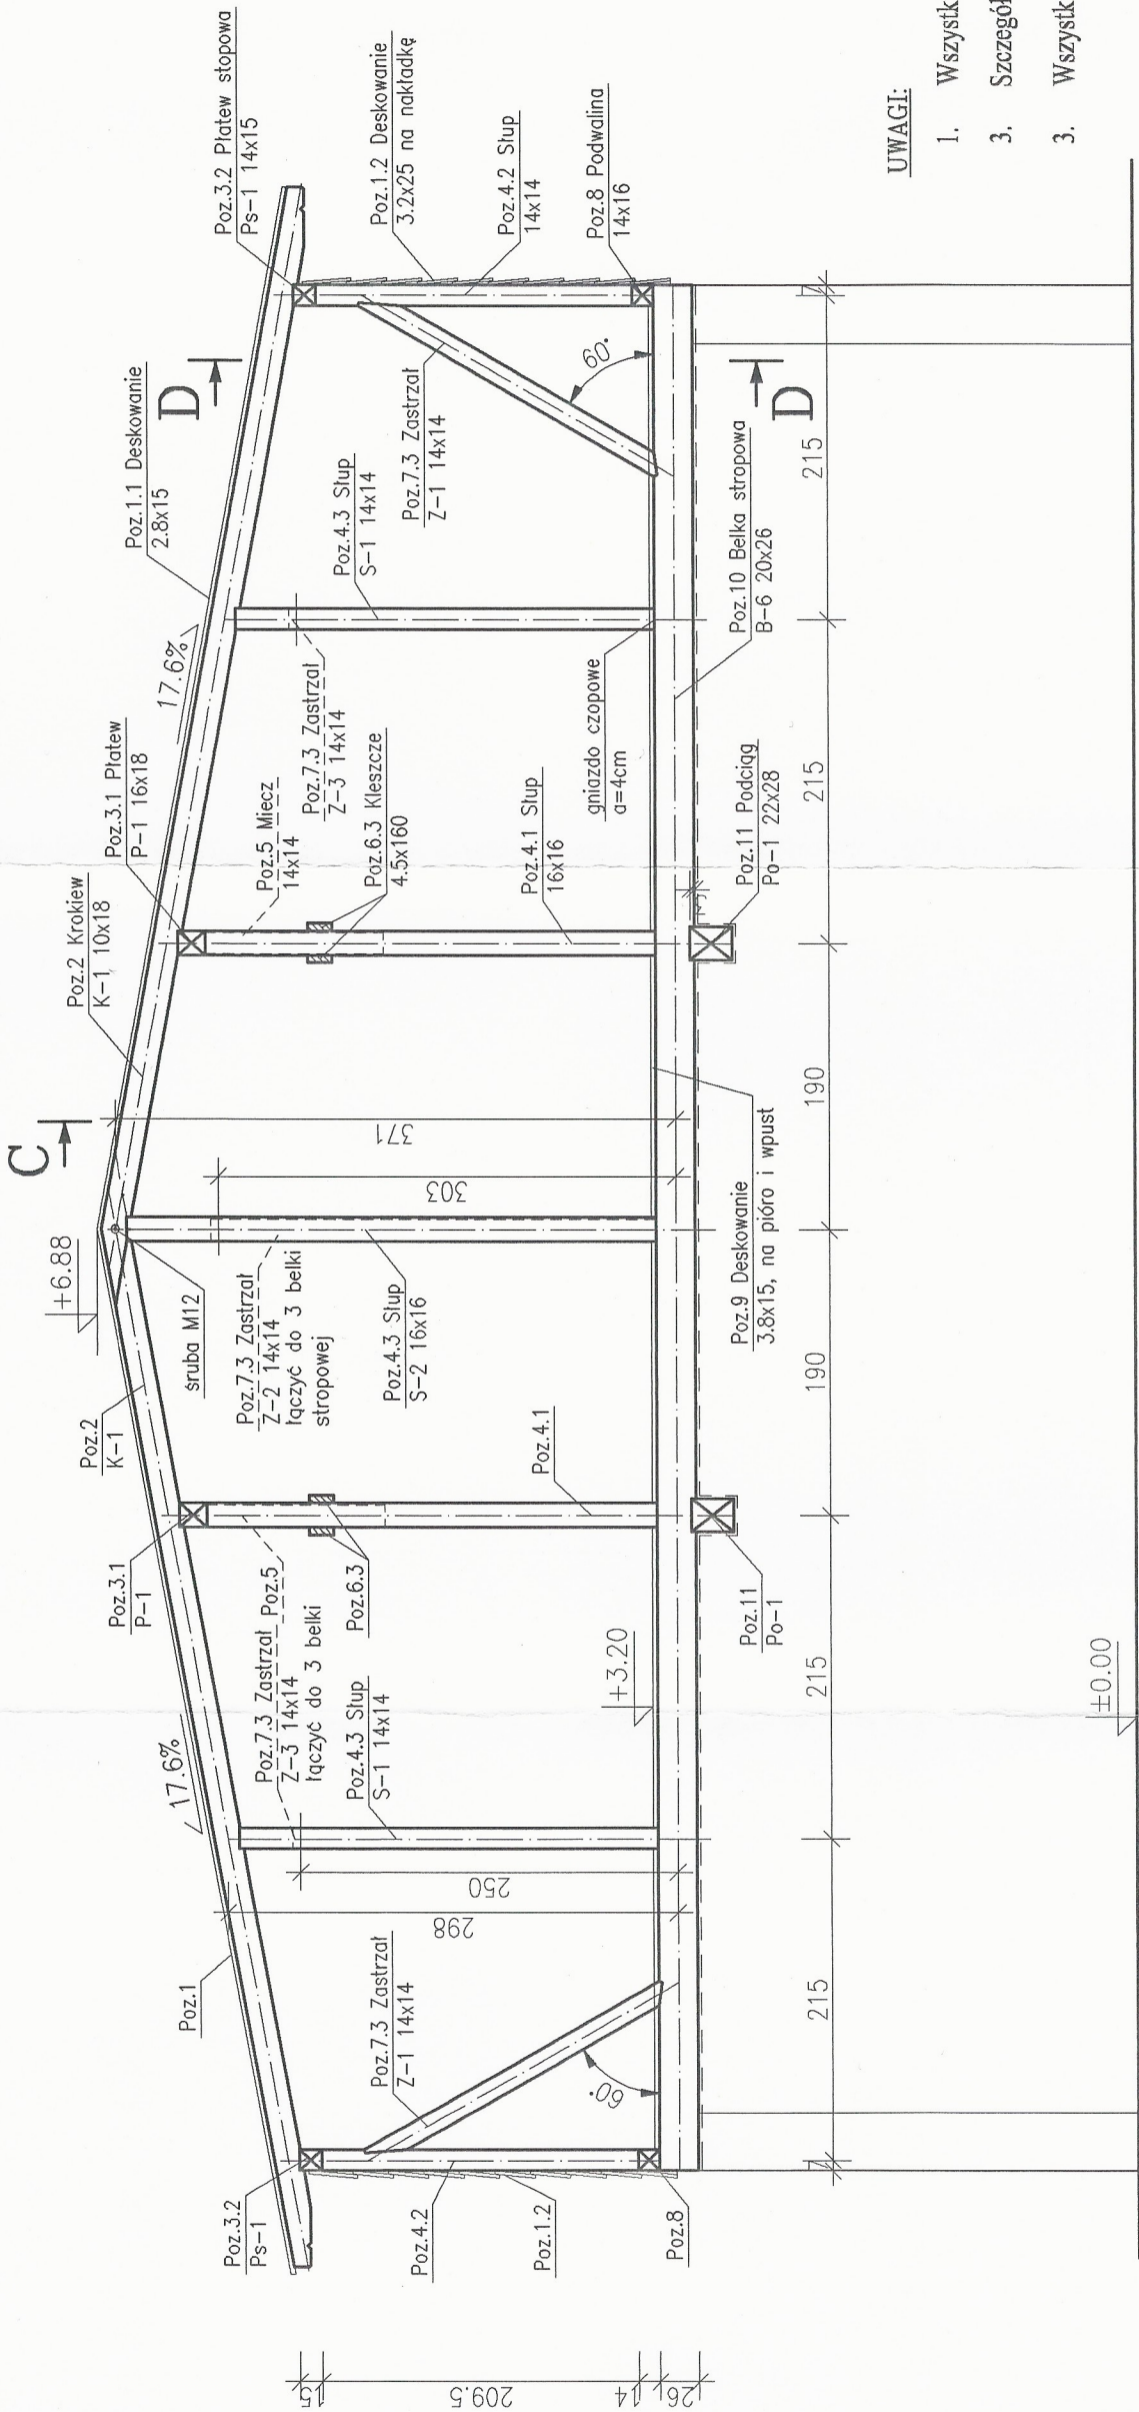 C
+6.88
Poz.2
K-1
Poz.2 Krokiew
K-1, 10x18
Poz.3.1 Płatew
P-1 16x18
17.6%
Poz.1.1 Deskowanie
2.8x15
D
Poz.3.2 Płatew stopowa
Ps-1 14x15
Poz.1
17.6%
Poz.3.1
P-1
śruba M12
Poz.5 Miecz
14x14
Poz.7.3 Zastrzał
Z-3 14x14
Poz.6.3 Kleszcze
4.5x160
Poz.4.3 Słup
S-1 14x14
Poz.7.3 Zastrzał
Z-1 14x14
Poz.1.2 Deskowanie
3.2x25 na nakładkę
Poz.4.2 Słup
14x14
Poz.8 Podwalina
14x16
Poz.3.2
Ps-1
Poz.7.3 Zastrzał
Z-3 14x14
łączyć do 3 belki
Poz.5
Poz.6.3
Poz.4.3 Słup
S-1 14x14
Poz.7.3 Zastrzał
Z-2 14x14
łączyć do 3 belki
stropowej
Poz.4.3 Słup
S-2 16x16
371
303
Poz.4.1 Słup
16x16
gniazdo czopowe
a=4cm
60°
298
250
Poz.7.3 Zastrzał
Z-1 14x14
60°
Poz.4.2
Poz.1.2
Poz.8
Poz.4.1
+3.20
Poz.11
Po-1
Poz.9 Deskowanie
3.8x15, na pióro i wpust
Poz.11 Podciąg
Po-1 22x28
3
Poz.10 Belka stropowa
B-6 20x26
D
15
209.5
14
26
215
215
190
190
215
215
±0.00
UWAGI:
1.
3.
3.